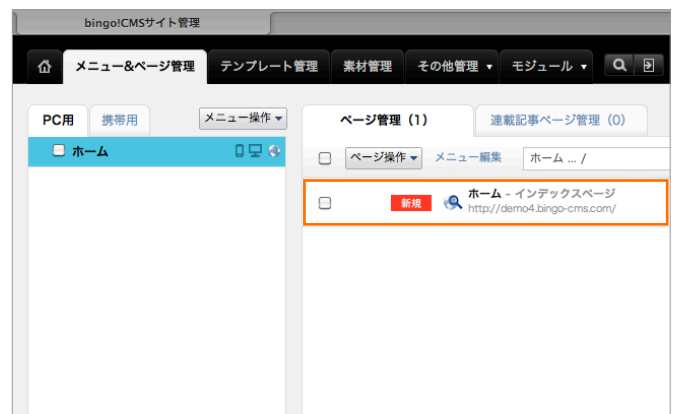 bingo!CMSサイト管理
メニュー&ページ管理 テンプレート管理 素材管理 その他管理 ▼ モジュール ▼
PC用 携帯用 メニュー操作▼ ページ管理（1） 連載記事ページ管理（0）
ホーム
ページ操作▼ メニュー編集 ホーム ... /
新規 ホーム - インデックスページ
http://demo4.bingo-cms.com/